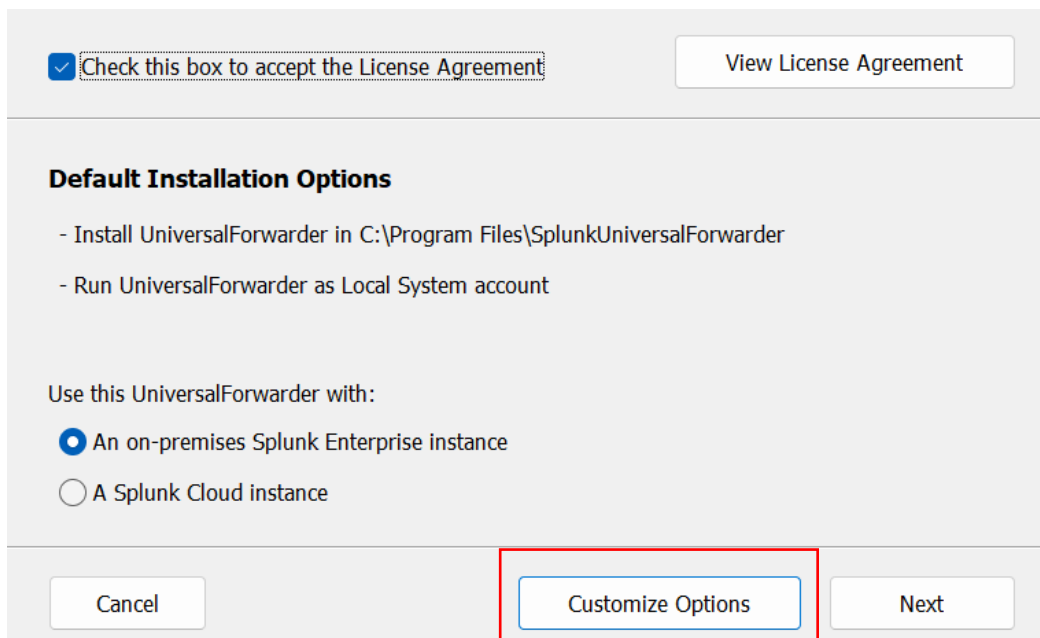 Check this box to accept the License Agreement
View License Agreement
Default Installation Options
- Install UniversalForwarder in C:\Program Files\SplunkUniversalForwarder
- Run UniversalForwarder as Local System account
Use this UniversalForwarder with:
An on-premises Splunk Enterprise instance
A Splunk Cloud instance
Cancel
Customize Options
Next